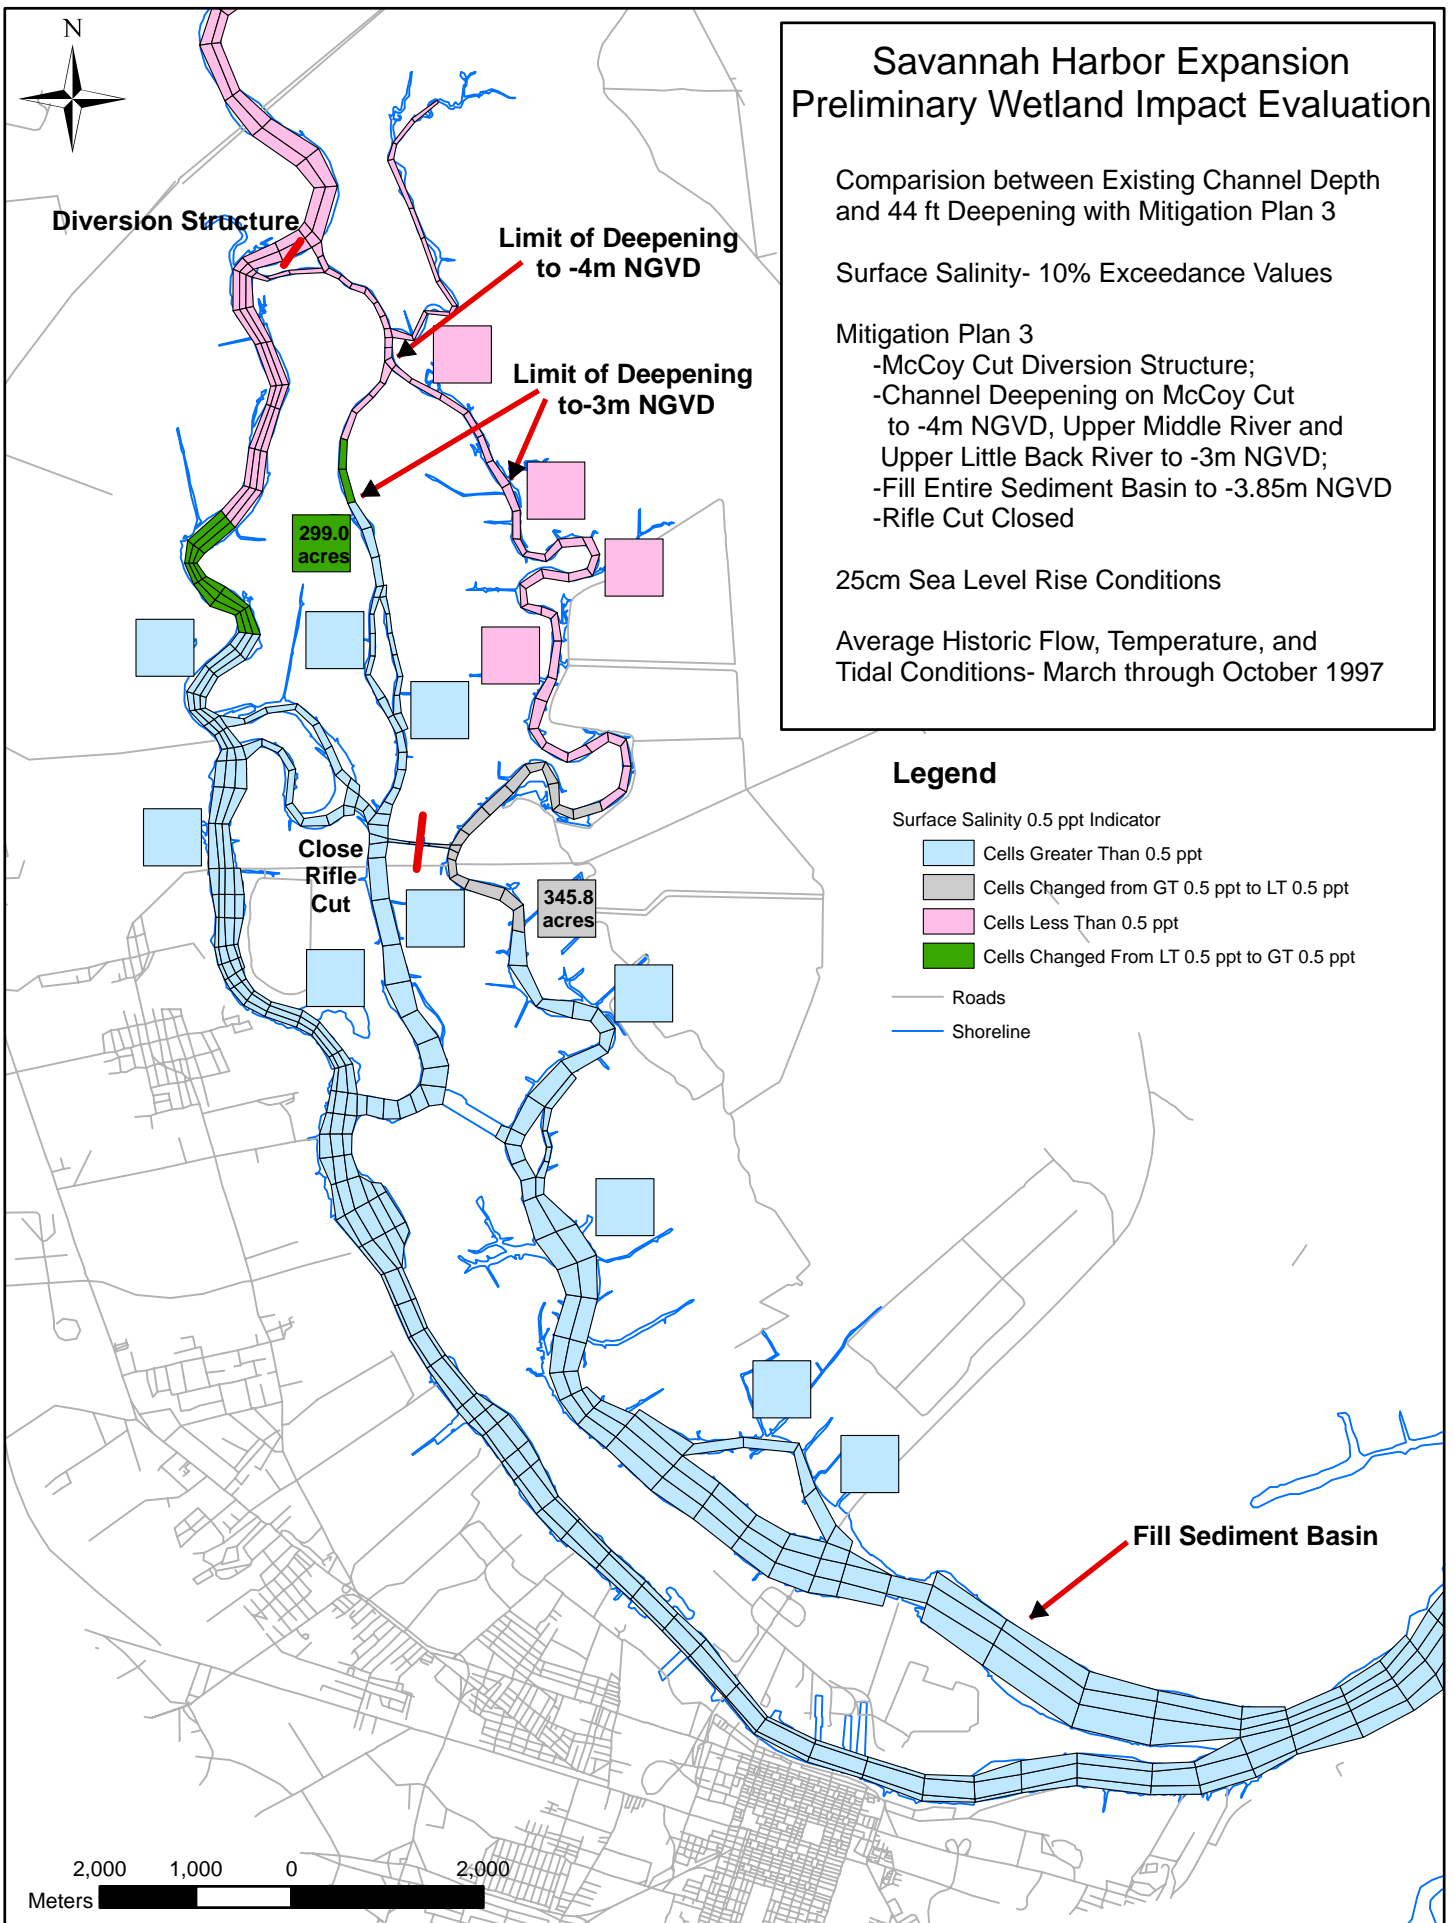 N
Savannah Harbor Expansion
Preliminary Wetland Impact Evaluation
Comparision between Existing Channel Depth
and 44 ft Deepening with Mitigation Plan 3
Surface Salinity- 10% Exceedance Values
Mitigation Plan 3
-McCoy Cut Diversion Structure;
-Channel Deepening on McCoy Cut
to -4m NGVD, Upper Middle River and
Upper Little Back River to -3m NGVD;
-Fill Entire Sediment Basin to -3.85m NGVD
-Rifle Cut Closed
25cm Sea Level Rise Conditions
Average Historic Flow, Temperature, and
Tidal Conditions- March through October 1997
Diversion Structure
Limit of Deepening
to -4m NGVD
Limit of Deepening
to-3m NGVD
299.0
acres
Close
Rifle
Cut
345.8
acres
Legend
Surface Salinity 0.5 ppt Indicator
Cells Greater Than 0.5 ppt
Cells Changed from GT 0.5 ppt to LT 0.5 ppt
Cells Less Than 0.5 ppt
Cells Changed From LT 0.5 ppt to GT 0.5 ppt
Roads
Shoreline
Fill Sediment Basin
2,000 1,000 0 2,000
Meters